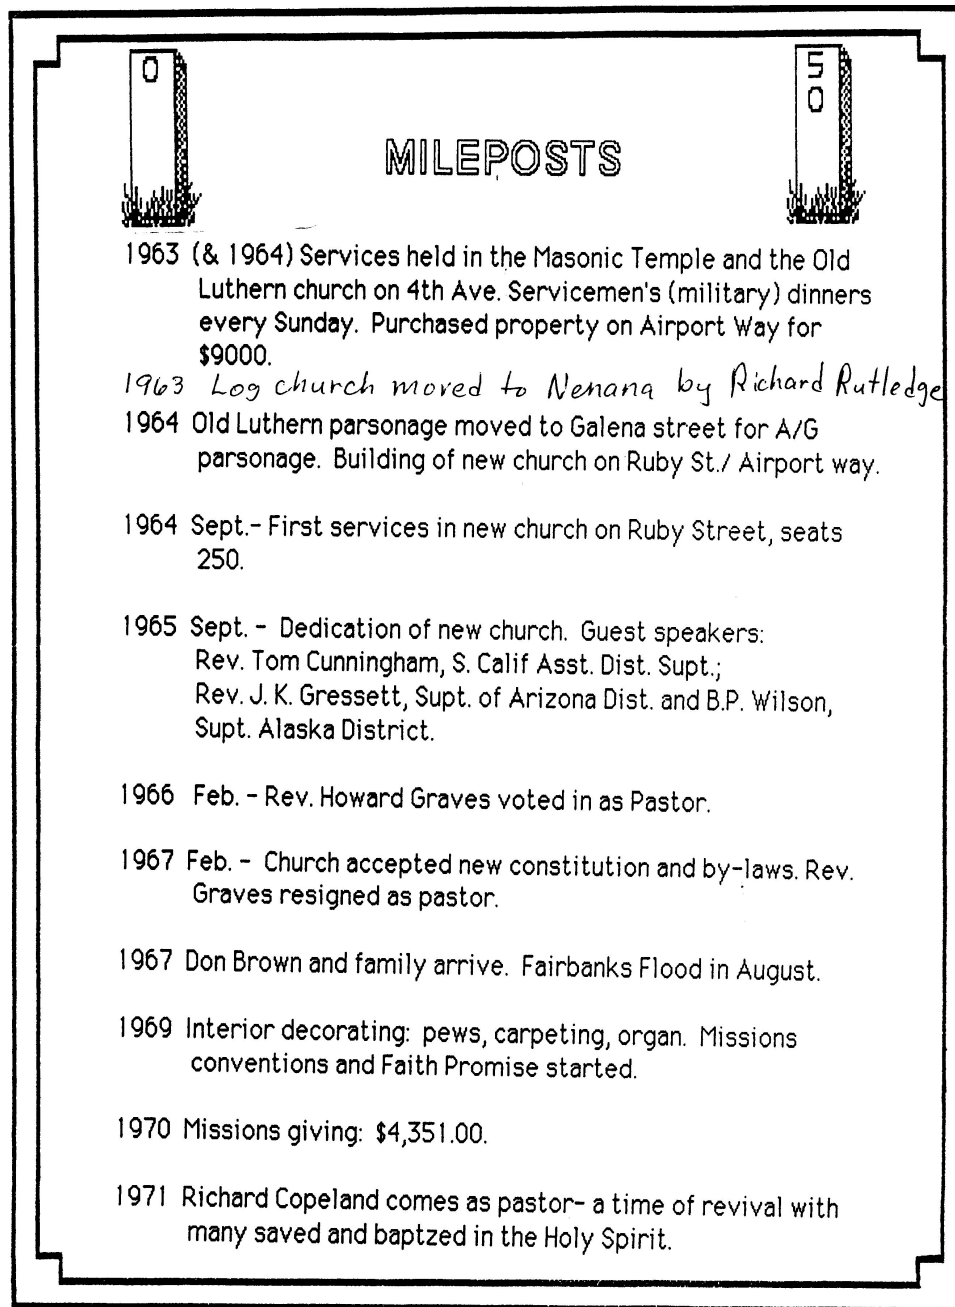 0
5
0
MILEPOSTS
1963 (& 1964) Services held in the Masonic Temple and the Old
Luthern church on 4th Ave. Servicemen's (military) dinners
every Sunday. Purchased property on Airport Way for
$9000.
1963 Log church moved to Nenana by Richard Rutledge
1964 Old Luthern parsonage moved to Galena street for A/G
parsonage. Building of new church on Ruby St./ Airport way.
1964 Sept.- First services in new church on Ruby Street, seats
250.
1965 Sept. - Dedication of new church. Guest speakers:
Rev. Tom Cunningham, S. Calif Asst. Dist. Supt.;
Rev. J. K. Gressett, Supt. of Arizona Dist. and B.P. Wilson,
Supt. Alaska District.
1966 Feb. - Rev. Howard Graves voted in as Pastor.
1967 Feb. - Church accepted new constitution and by-laws. Rev.
Graves resigned as pastor.
1967 Don Brown and family arrive. Fairbanks Flood in August.
1969 Interior decorating: pews, carpeting, organ. Missions
conventions and Faith Promise started.
1970 Missions giving: $4,351.00.
1971 Richard Copeland comes as pastor- a time of revival with
many saved and baptzed in the Holy Spirit.